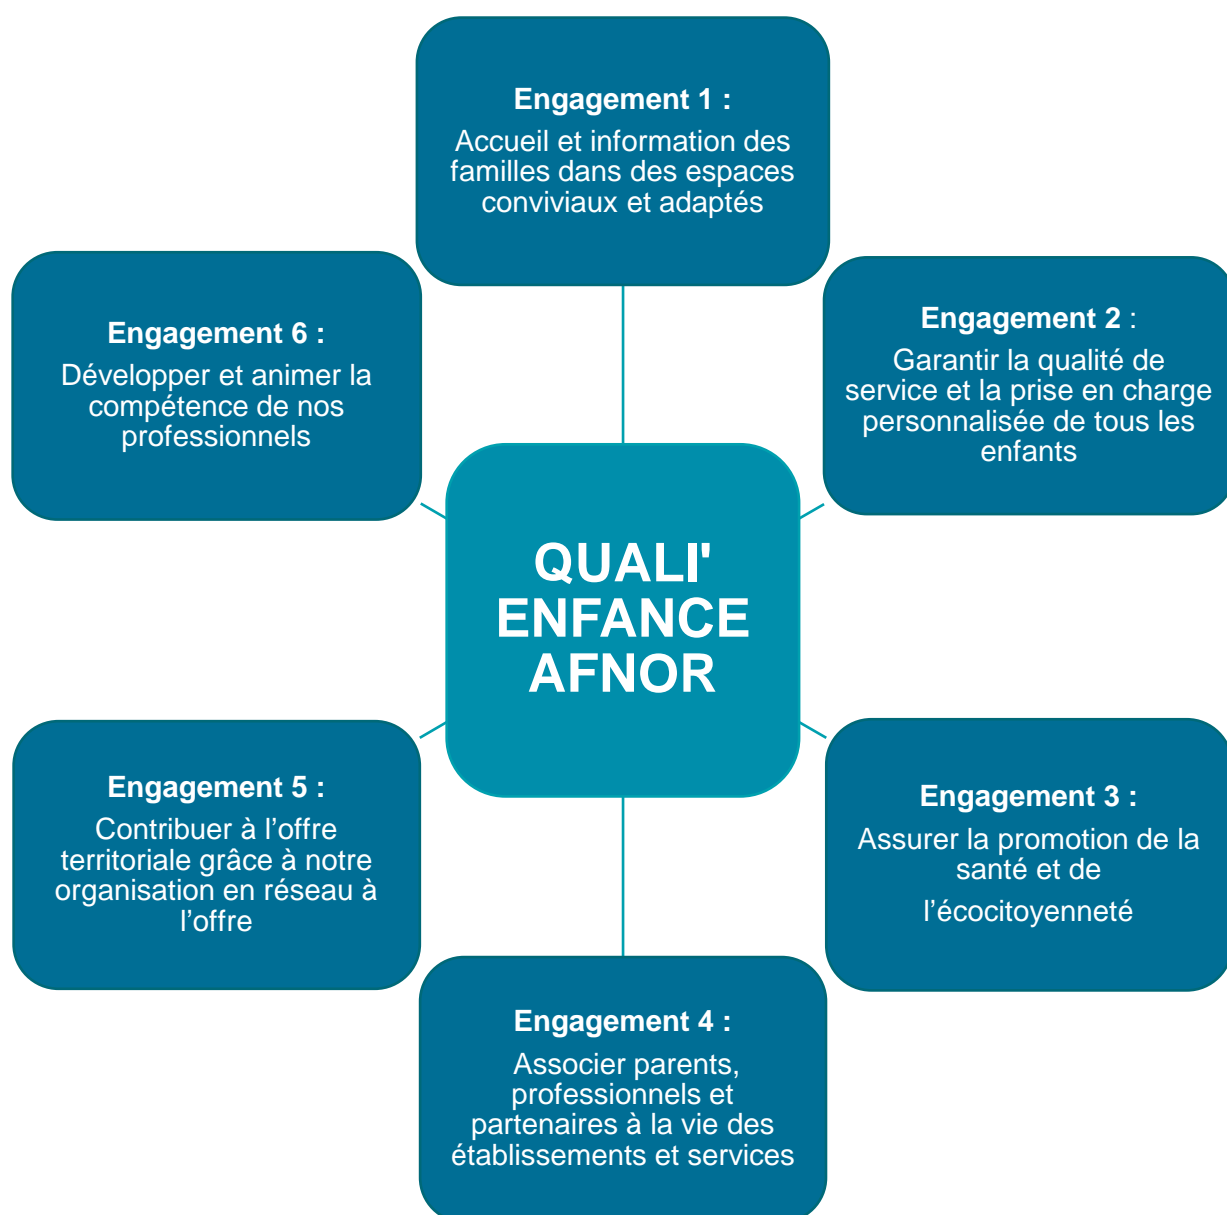 Engagement 1 :
Accueil et information des
familles dans des espaces
conviviaux et adaptés
Engagement 2 :
Garantir la qualité de
service et la prise en charge
personnalisée de tous les
enfants
Engagement 3 :
Assurer la promotion de la
santé et de
l’écocitoyenneté
Engagement 4 :
Associer parents,
professionnels et
partenaires à la vie des
établissements et services
Engagement 5 :
Contribuer à l’offre
territoriale grâce à notre
organisation en réseau à
l’offre
Engagement 6 :
Développer et animer la
compétence de nos
professionnels
QUALI'
ENFANCE
AFNOR